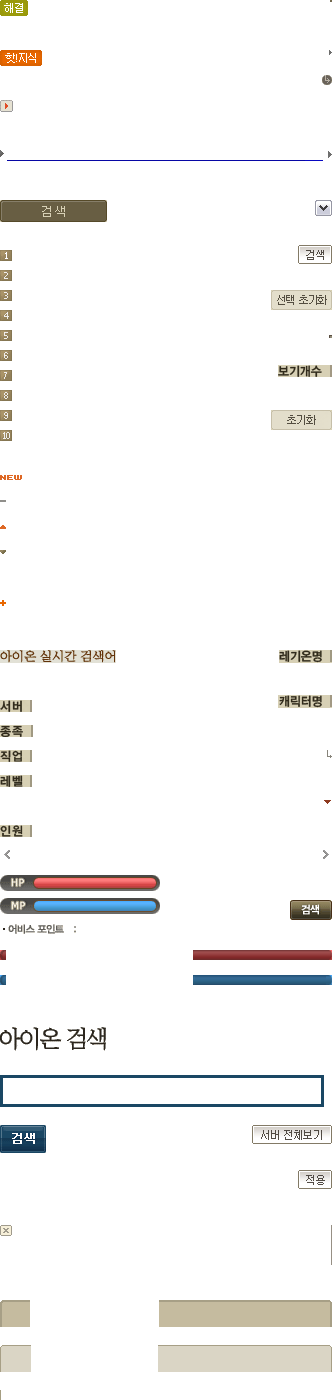 해결
핫!지식
검색
검색
1
2
선택 초기화
3
4
5
6
보기개수
7
8
9
초기화
10
NEW
아이온 실시간 검색어
레기온명
캐릭터명
서버
종족
직업
레벨
인원
HP
MP
검색
· 어비스 포인트 :
아이온 검색
검색
서버 전체보기
적용